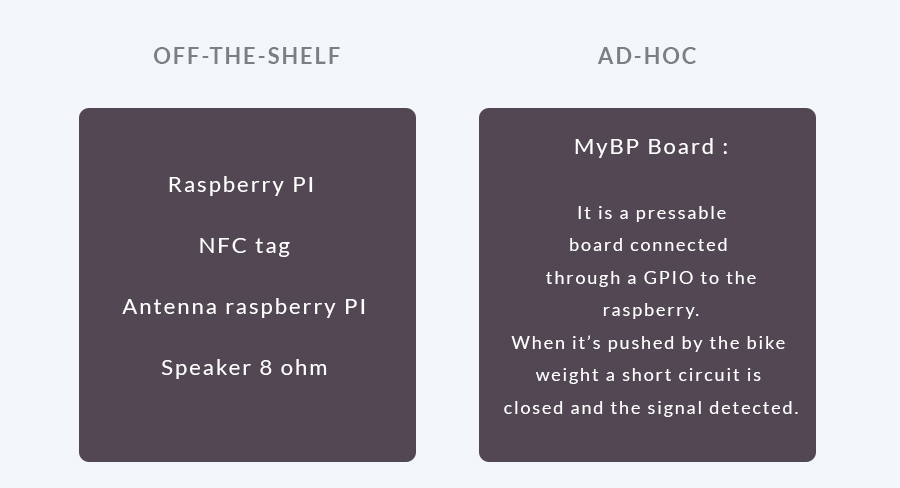 OFF-THE-SHELF
Raspberry PI
NFC tag
Antenna raspberry PI
Speaker 8 ohm
AD-HOC
MyBP Board :
It is a pressable
board connected
through a GPIO to the
raspberry.
When it’s pushed by the bike
weight a short circuit is
closed and the signal detected.